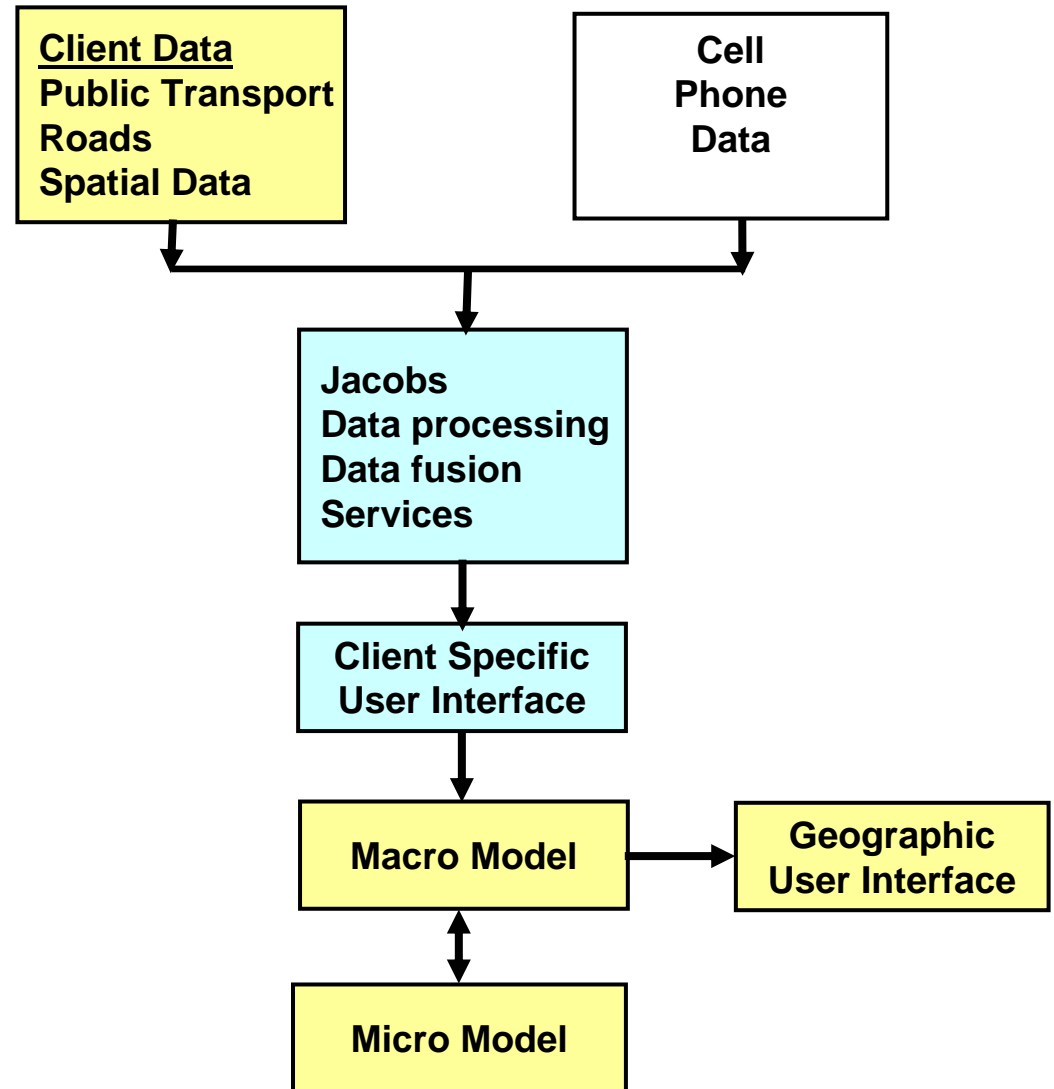 Client Data
Public Transport
Roads
Spatial Data
Cell
Phone
Data
Jacobs
Data processing
Data fusion
Services
Client Specific
User Interface
Macro Model
Geographic
User Interface
Micro Model